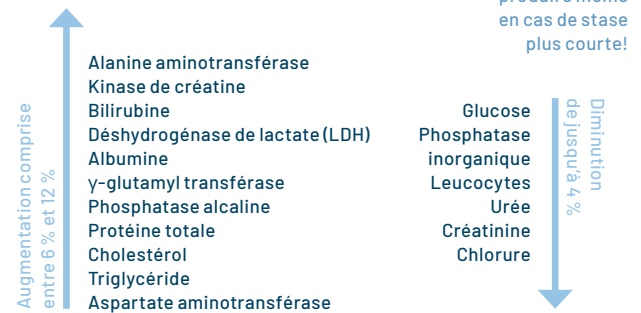 produire même
en cas de stase
plus courte!
Augmentation comprise
entre 6 % et 12 %
Alanine aminotransférase
Kinase de créatine
Bilirubine
Déshydrogénase de lactate (LDH)
Albumine
γ-glutamyl transférase
Phosphatase alcaline
Protéine totale
Cholestérol
Triglycéride
Aspartate aminotransférase
Glucose
Phosphatase
inorganique
Leucocytes
Urée
Créatinine
Chlorure
Diminution
de jusqu'à 4 %